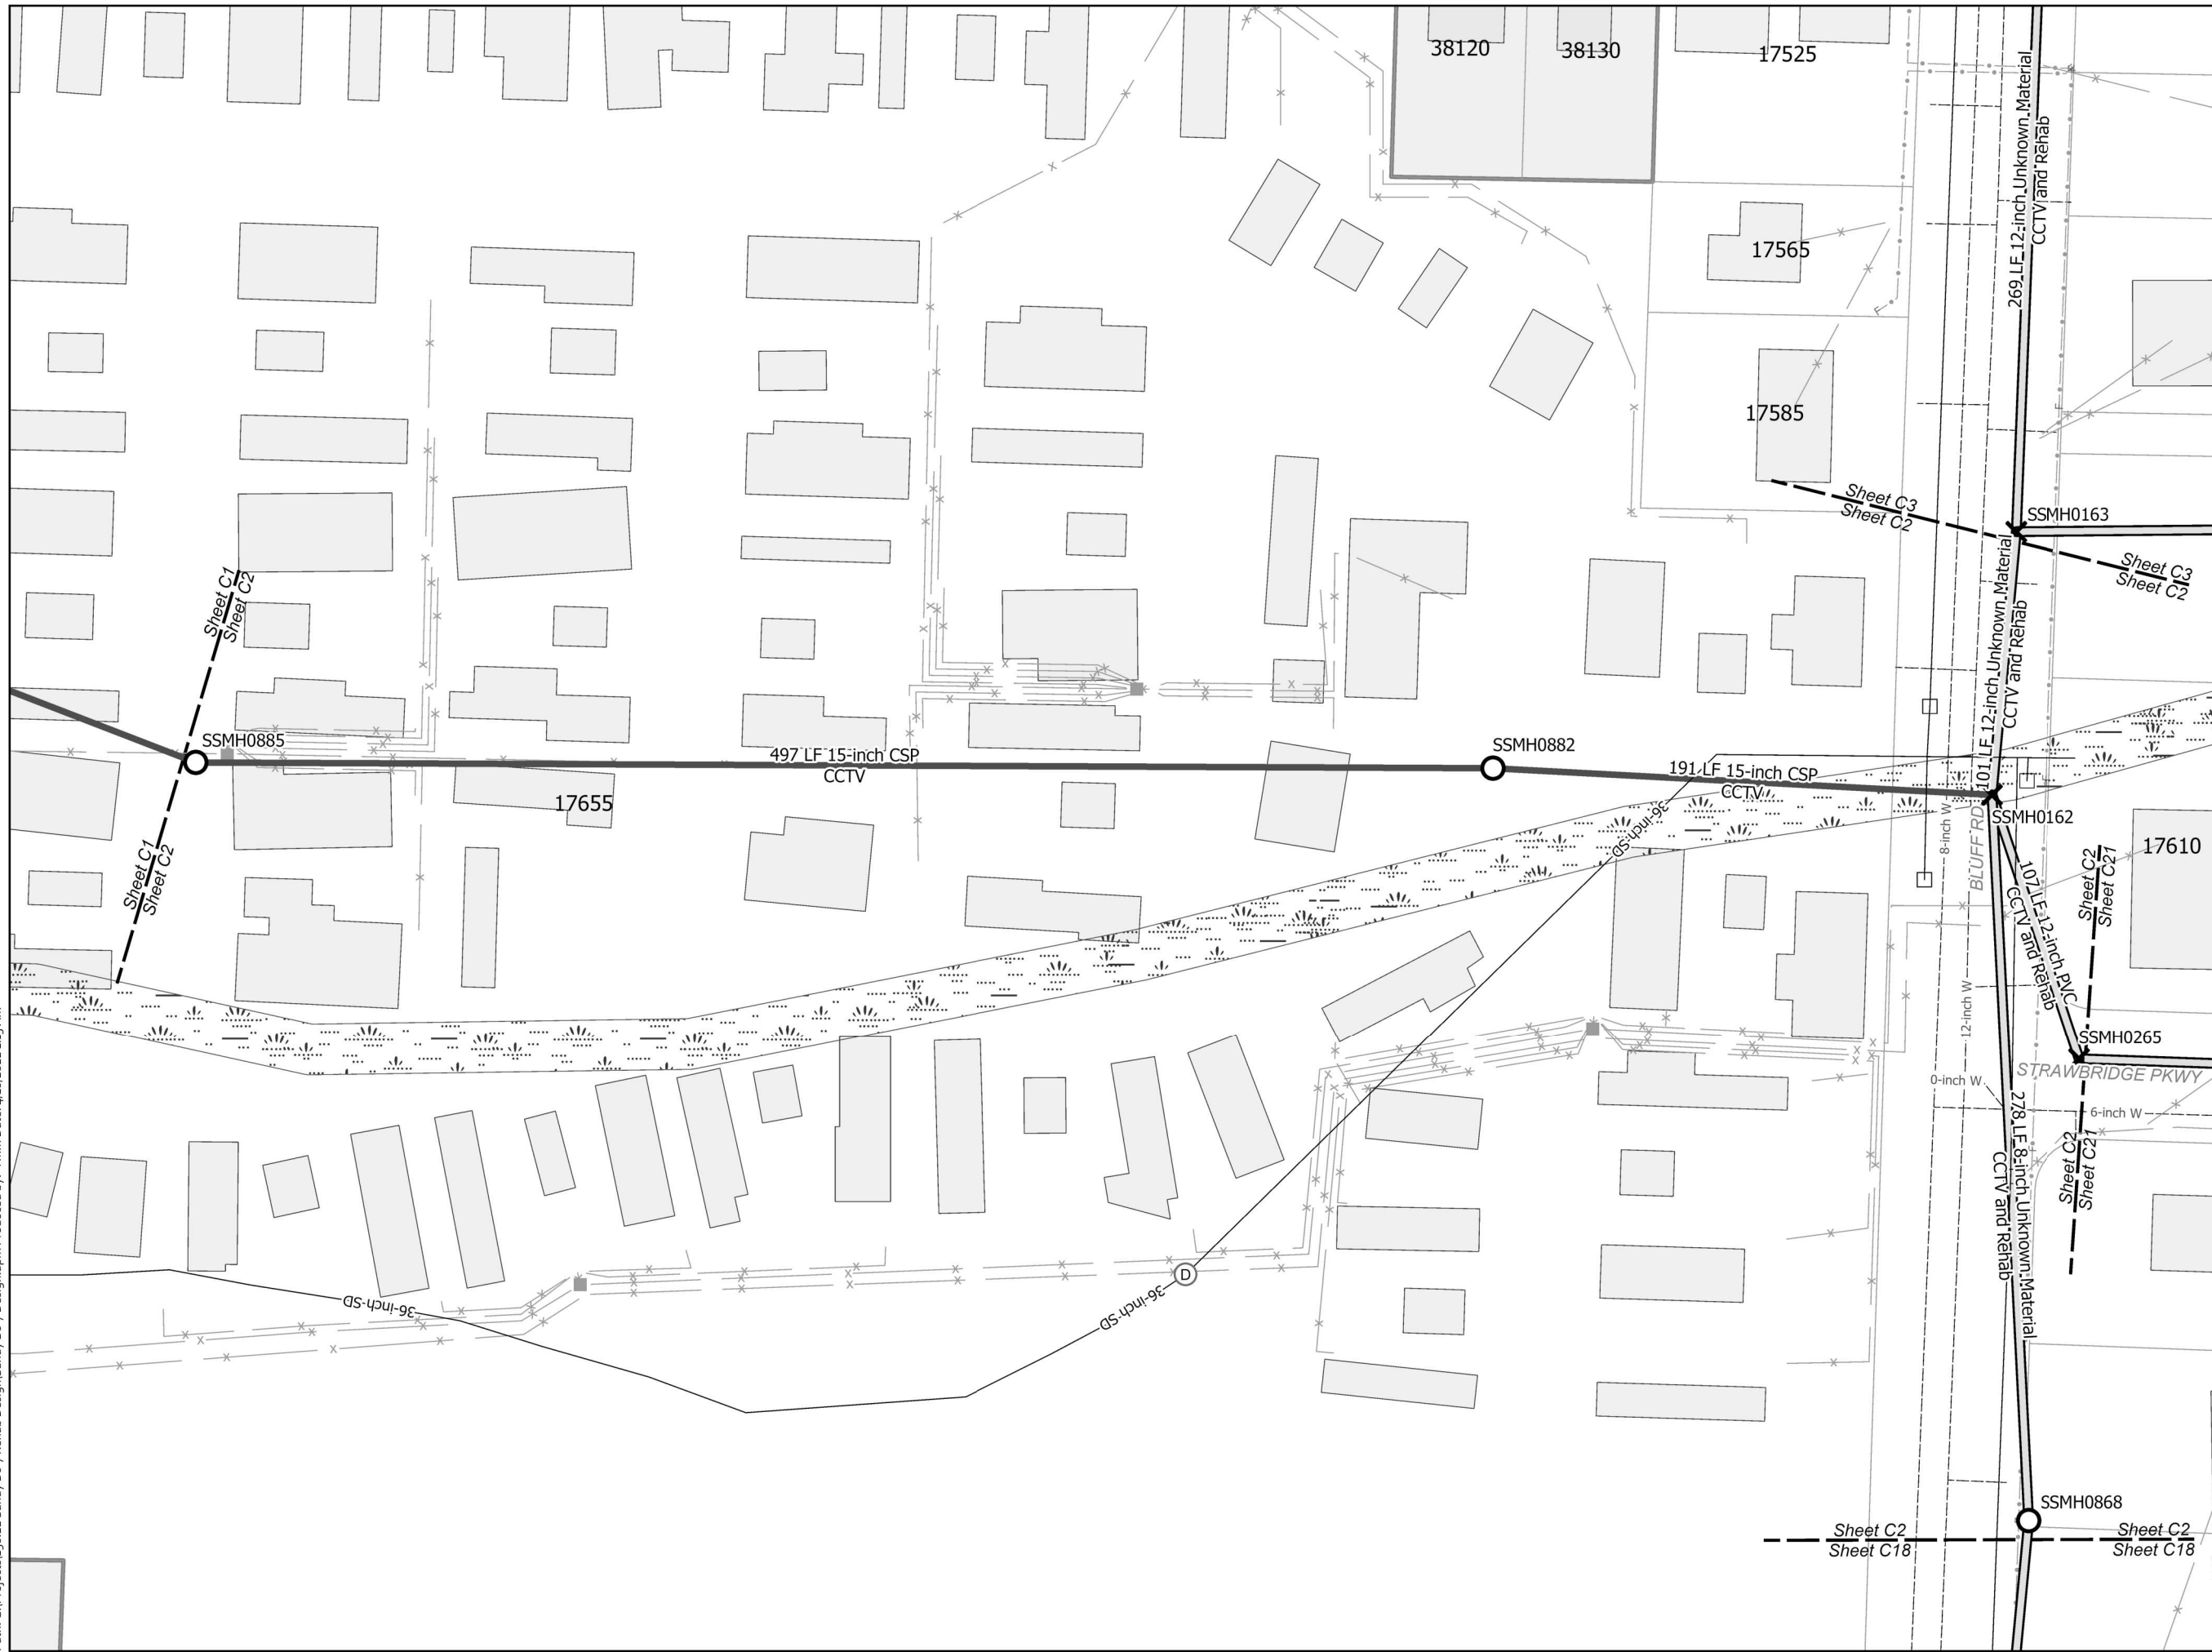 38120
38130
17525
269 LF 12-inch Unknown Material
CCTV and Rehab
17565
17585
Sheet C3
Sheet C2
SSMH0163
Sheet C3
Sheet C2
Sheet C1
Sheet C2
101 LF 12-inch Unknown Material
CCTV and Rehab
SSMH0885
497 LF 15-inch CSP
CCTV
SSMH0882
191 LF 15-inch CSP
CCTV
17655
36-inch-SD
8-inch W
BLUFF RD
SSMH0162
17610
Sheet C1
Sheet C2
107 LF 12-inch PVC
CCTV and Rehab
Sheet C2
Sheet C21
12-inch W
SSMH0265
STRAWBRIDGE PKWY
0-inch W
6-inch W
278 LF 8-inch Unknown Material
CCTV and Rehab
Sheet C2
Sheet C21
D
36-inch-SD
36-inch-SD
SSMH0868
Sheet C2
Sheet C18
Sheet C2
Sheet C18